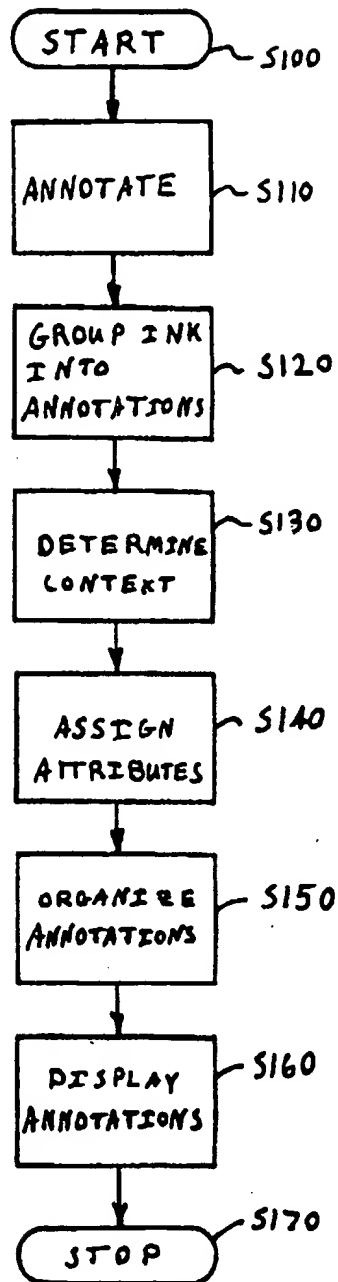 START S100
ANNOTATE S110
GROUP INK
INTO S120
ANNOTATIONS
S130
DETERMINE
CONTEXT
ASSIGN S140
ATTRIBUTES
ORGANIZE S150
ANNOTATIONS
DISPLAY S160
ANNOTATIONS
S170
STOP